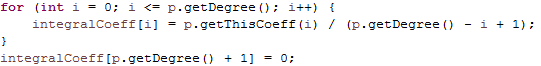 for (int i = 0; i <= p.getDegree(); i++) {
    integralCoeff[i] = p.getThisCoeff(i) / (p.getDegree() - i + 1);
}
integralCoeff[p.getDegree() + 1] = 0;